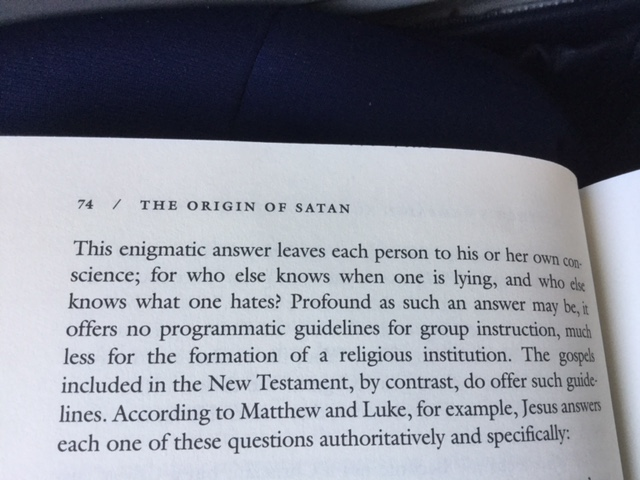 74 / THE ORIGIN OF SATAN
This enigmatic answer leaves each person to his or her own con-
science; for who else knows when one is lying, and who else
knows what one hates? Profound as such an answer may be, it
offers no programmatic guidelines for group instruction, much
less for the formation of a religious institution. The gospels
included in the New Testament, by contrast, do offer such guide-
lines. According to Matthew and Luke, for example, Jesus answers
each one of these questions authoritatively and specifically: